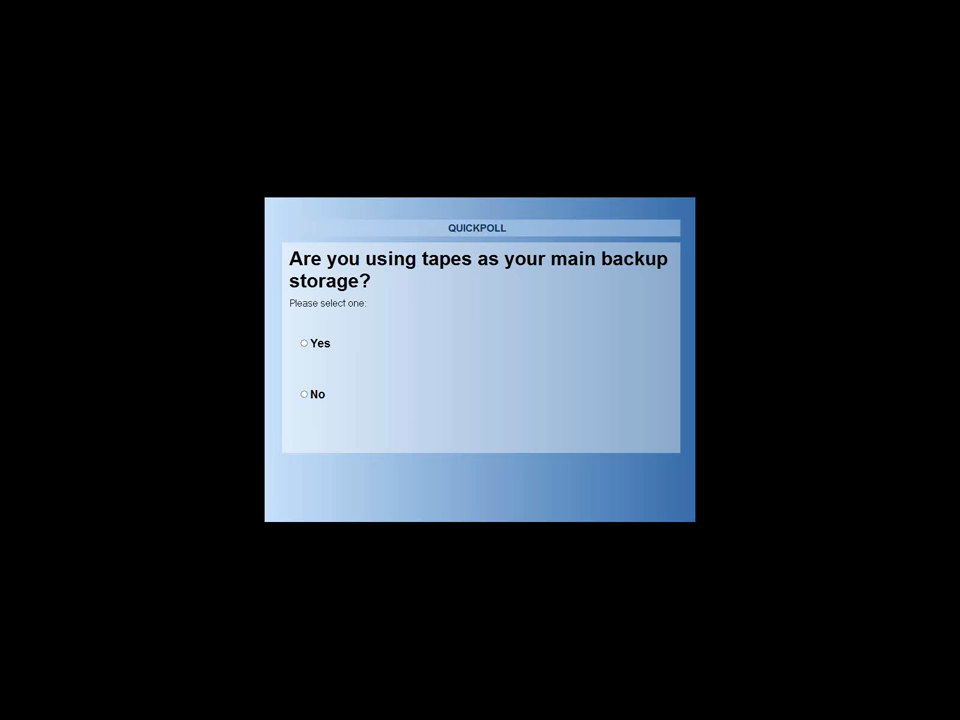 QUICKPOLL
Are you using tapes as your main backup
storage?
Please select one:
Yes
No